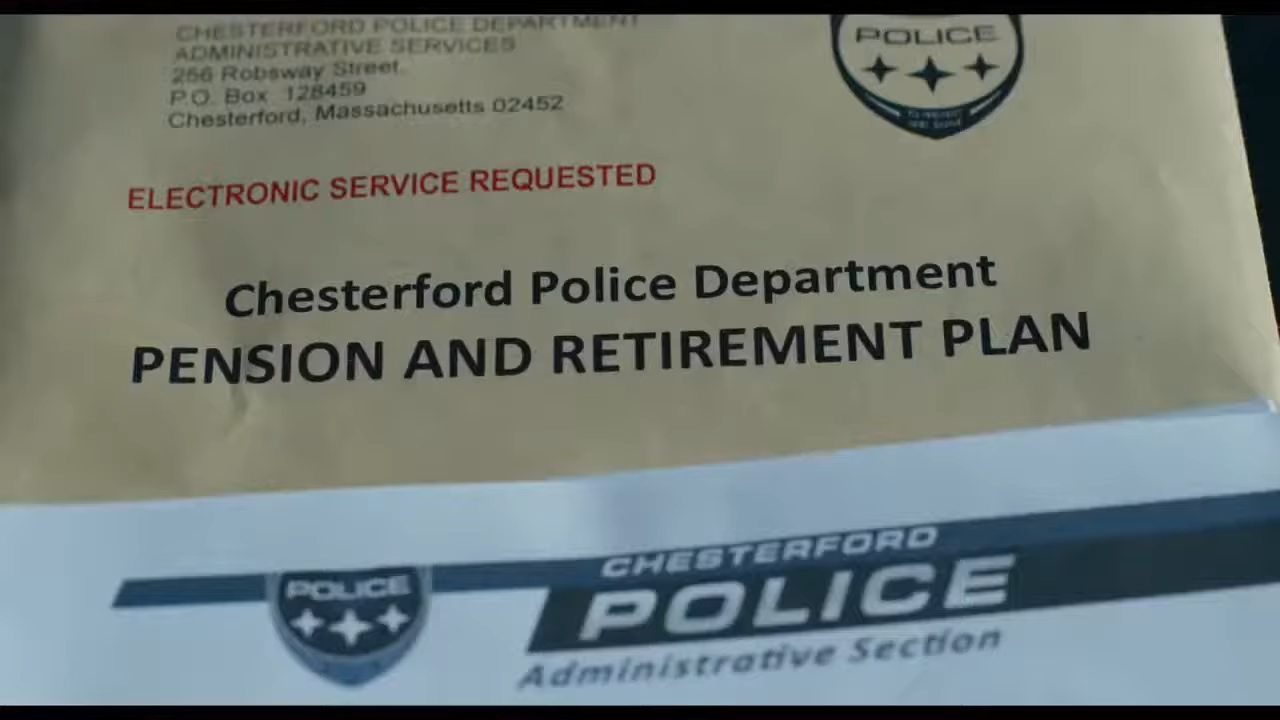 CHESTERFORD POLICE DEPARTMENT
ADMINISTRATIVE SERVICES
256 Robsway Street.
P.O. Box 128459
Chesterford, Massachusetts 02452
POLICE
ELECTRONIC SERVICE REQUESTED
Chesterford Police Department
PENSION AND RETIREMENT PLAN
POLICE
CHESTERFORD
POLICE
Administrative Section